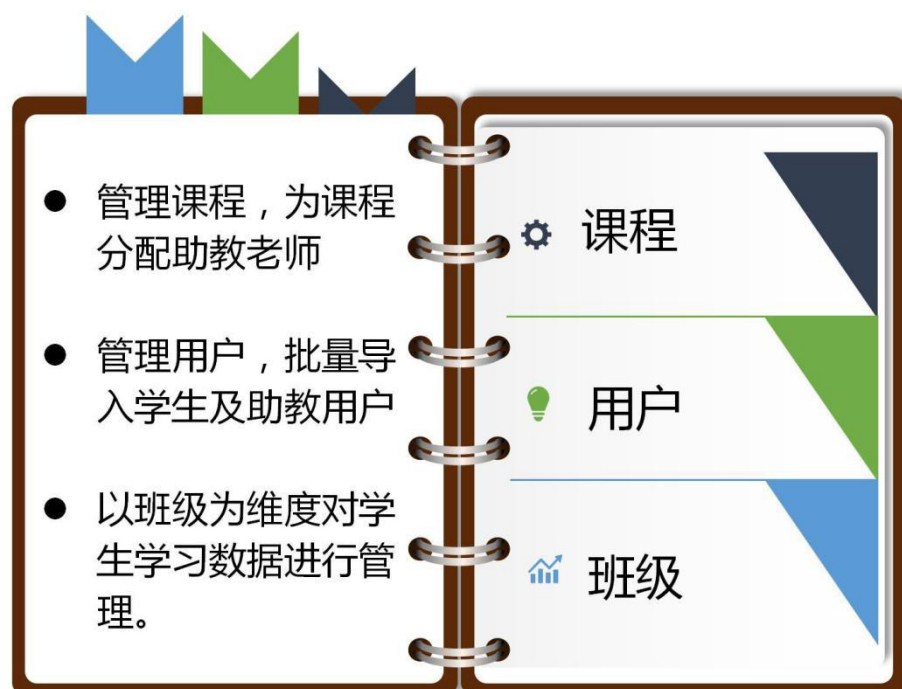 管理课程，为课程
分配助教老师
管理用户，批量导
入学生及助教用户
以班级为维度对学
生学习数据进行管
理。
课程
用户
班级